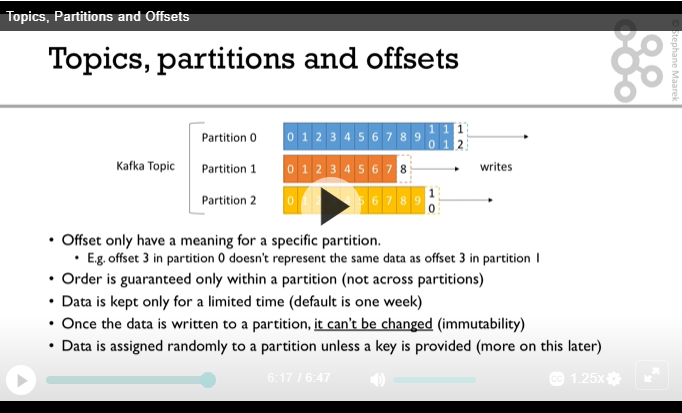 Topics, Partitions and Offsets
Topics, partitions and offsets
© Stephane Maarek
Partition 0 0 1 2 3 4 5 6 7 8 9 10 11 12
Kafka Topic Partition 1 0 1 2 3 4 5 6 7 8 writes
Partition 2 0 6 7 8 9 10
• Offset only have a meaning for a specific partition.
• E.g. offset 3 in partition 0 doesn't represent the same data as offset 3 in partition 1
• Order is guaranteed only within a partition (not across partitions)
• Data is kept only for a limited time (default is one week)
• Once the data is written to a partition, it can't be changed (immutability)
• Data is assigned randomly to a partition unless a key is provided (more on this later)
6:17 / 6:47 CC 1.25x